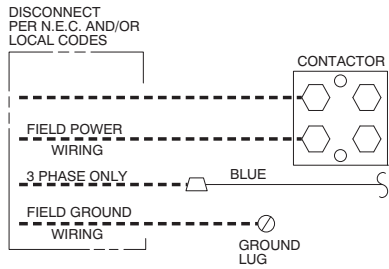 DISCONNECT
PER N.E.C. AND/OR
LOCAL CODES
CONTACTOR
FIELD POWER
WIRING
3 PHASE ONLY
BLUE
FIELD GROUND
WIRING
GROUND
LUG